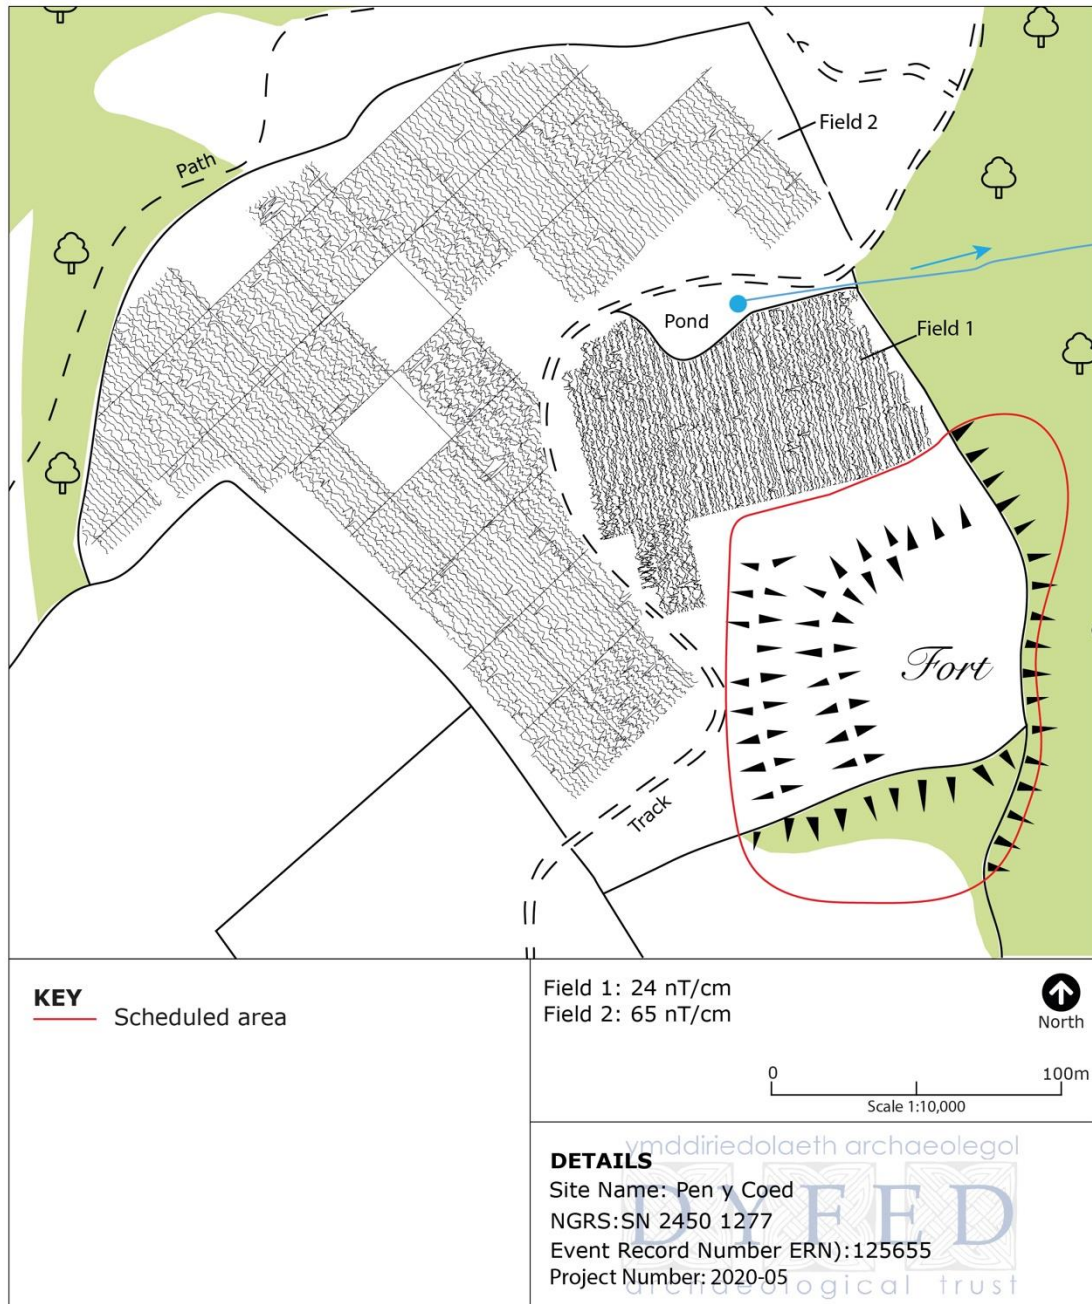 Field 2
Path
Pond
Field 1
Fort
Track
KEY
Scheduled area
Field 1: 24 nT/cm
Field 2: 65 nT/cm
North
0 100m
Scale 1:10,000
ymddiriedolaeth archaeolegol
DYFED
archaeological trust
DETAILS
Site Name: Pen y Coed
NGRS:SN 2450 1277
Event Record Number ERN):125655
Project Number: 2020-05